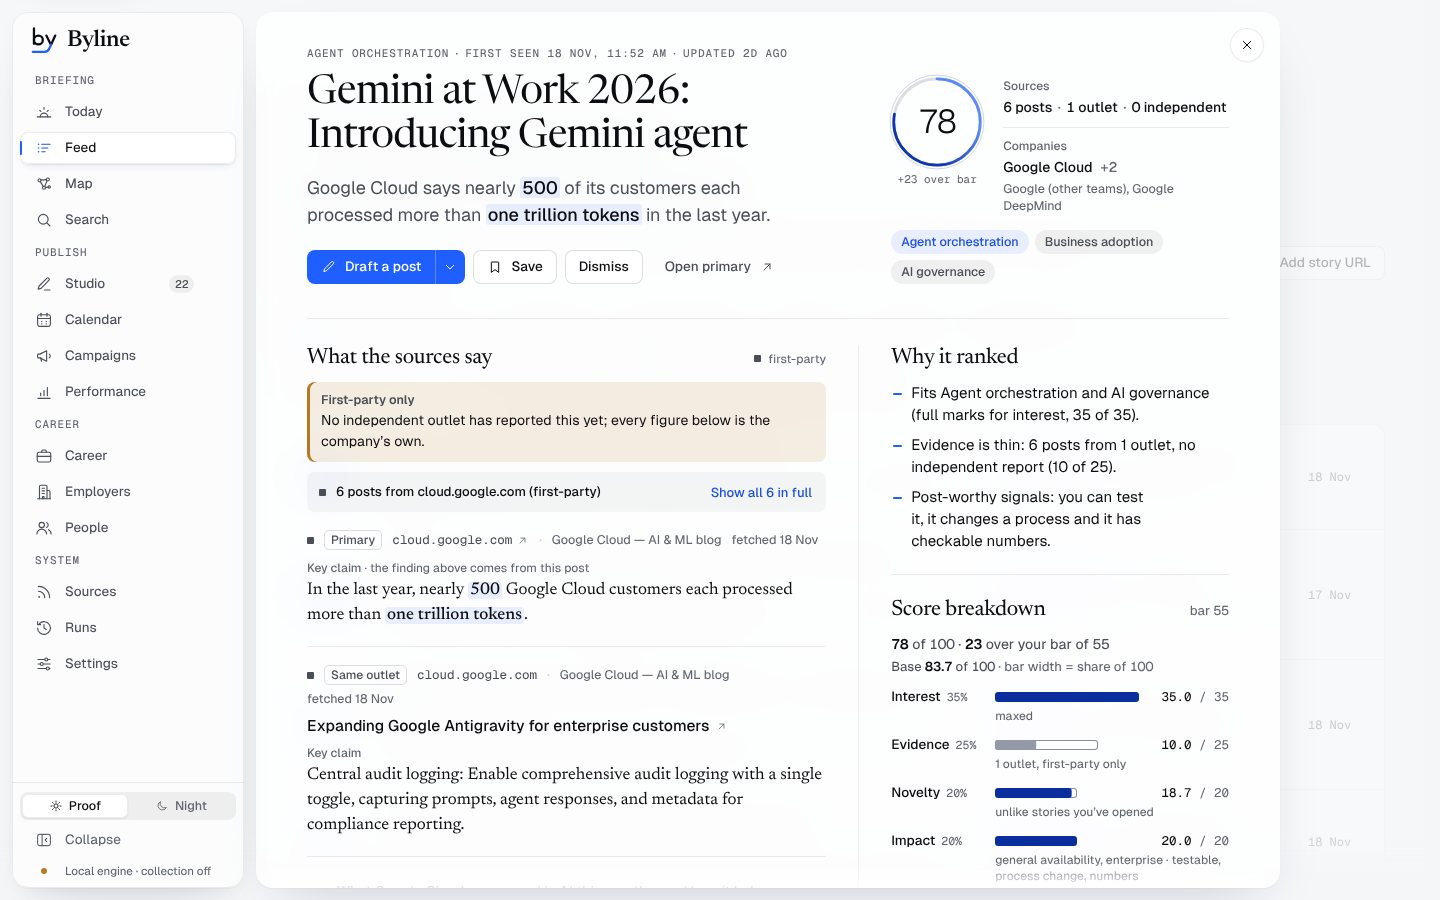 by Byline
BRIEFING
Today
Feed
Map
Search
PUBLISH
Studio 22
Calendar
Campaigns
Performance
CAREER
Career
Employers
People
SYSTEM
Sources
Runs
Settings
Proof Night
Collapse
Local engine · collection off
AGENT ORCHESTRATION · FIRST SEEN 18 NOV, 11:52 AM · UPDATED 2D AGO
Gemini at Work 2026:
Introducing Gemini agent
Google Cloud says nearly 500 of its customers each
processed more than one trillion tokens in the last year.
Draft a post Save Dismiss Open primary ↗
78
+23 over bar
Sources
6 posts · 1 outlet · 0 independent
Companies
Google Cloud +2
Google (other teams), Google
DeepMind
Agent orchestration Business adoption
AI governance
What the sources say first-party
First-party only
No independent outlet has reported this yet; every figure below is the
company's own.
6 posts from cloud.google.com (first-party) Show all 6 in full
Primary cloud.google.com ↗ · Google Cloud — AI & ML blog fetched 18 Nov
Key claim · the finding above comes from this post
In the last year, nearly 500 Google Cloud customers each processed
more than one trillion tokens.
Same outlet cloud.google.com · Google Cloud — AI & ML blog
fetched 18 Nov
Expanding Google Antigravity for enterprise customers ↗
Key claim
Central audit logging: Enable comprehensive audit logging with a single
toggle, capturing prompts, agent responses, and metadata for
compliance reporting.
Why it ranked
– Fits Agent orchestration and AI governance
(full marks for interest, 35 of 35).
– Evidence is thin: 6 posts from 1 outlet, no
independent report (10 of 25).
– Post-worthy signals: you can test
it, it changes a process and it has
checkable numbers.
Score breakdown bar 55
78 of 100 · 23 over your bar of 55
Base 83.7 of 100 · bar width = share of 100
Interest 35% 35.0 / 35
maxed
Evidence 25% 10.0 / 25
1 outlet, first-party only
Novelty 20% 18.7 / 20
unlike stories you've opened
Impact 20% 20.0 / 20
general availability, enterprise · testable,
process change, numbers
Add story URL
18 Nov
17 Nov
18 Nov
18 Nov